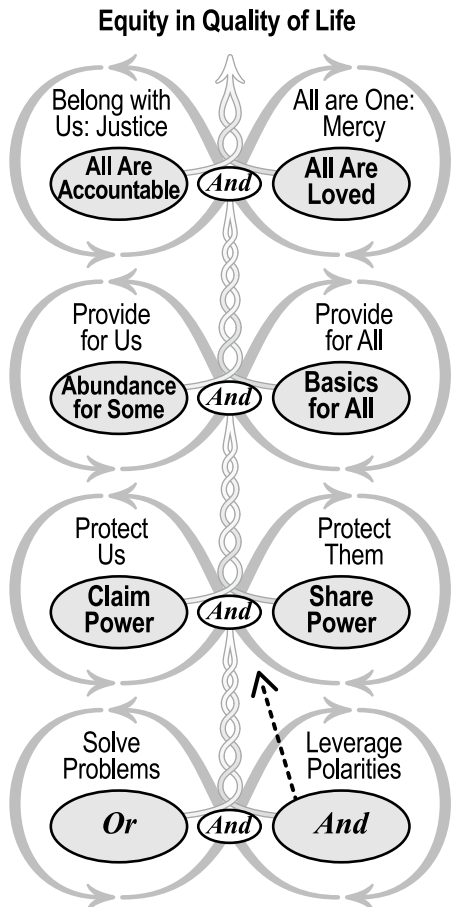 Equity in Quality of Life
Belong with
Us: Justice
All Are
Accountable
And
All are One:
Mercy
All Are
Loved
Provide
for Us
Abundance
for Some
And
Provide
for All
Basics
for All
Protect
Us
Claim
Power
And
Protect
Them
Share
Power
Solve
Problems
Or
And
Leverage
Polarities
And